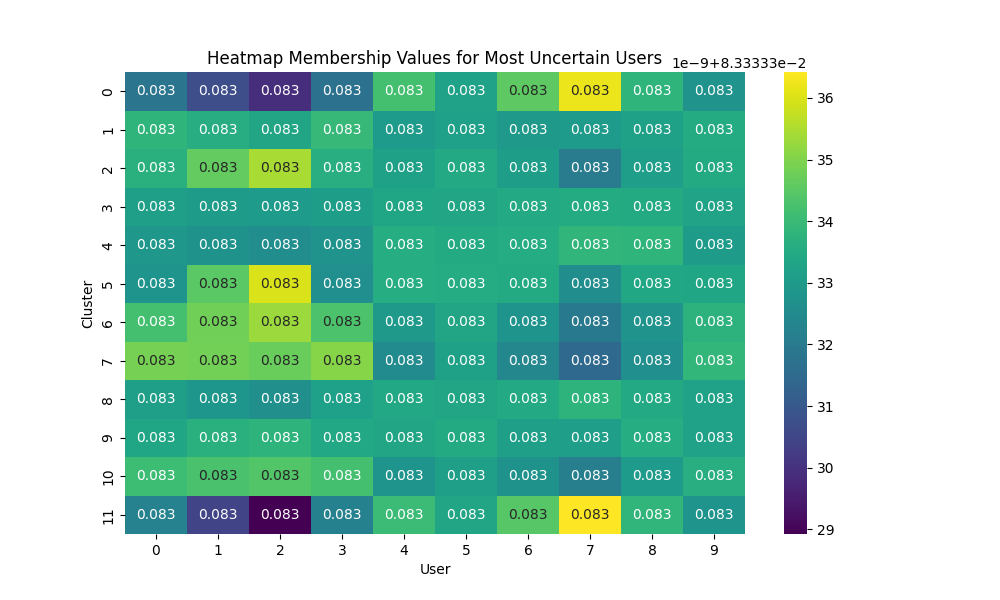 Heatmap Membership Values for Most Uncertain Users
1e−9+8.33333e−2
0 0.083 0.083 0.083 0.083 0.083 0.083 0.083 0.083 0.083 0.083
1 0.083 0.083 0.083 0.083 0.083 0.083 0.083 0.083 0.083 0.083
2 0.083 0.083 0.083 0.083 0.083 0.083 0.083 0.083 0.083 0.083
3 0.083 0.083 0.083 0.083 0.083 0.083 0.083 0.083 0.083 0.083
4 0.083 0.083 0.083 0.083 0.083 0.083 0.083 0.083 0.083 0.083
5 0.083 0.083 0.083 0.083 0.083 0.083 0.083 0.083 0.083 0.083
6 0.083 0.083 0.083 0.083 0.083 0.083 0.083 0.083 0.083 0.083
7 0.083 0.083 0.083 0.083 0.083 0.083 0.083 0.083 0.083 0.083
8 0.083 0.083 0.083 0.083 0.083 0.083 0.083 0.083 0.083 0.083
9 0.083 0.083 0.083 0.083 0.083 0.083 0.083 0.083 0.083 0.083
10 0.083 0.083 0.083 0.083 0.083 0.083 0.083 0.083 0.083 0.083
11 0.083 0.083 0.083 0.083 0.083 0.083 0.083 0.083 0.083 0.083
Cluster
0 1 2 3 4 5 6 7 8 9
User
36
35
34
33
32
31
30
29